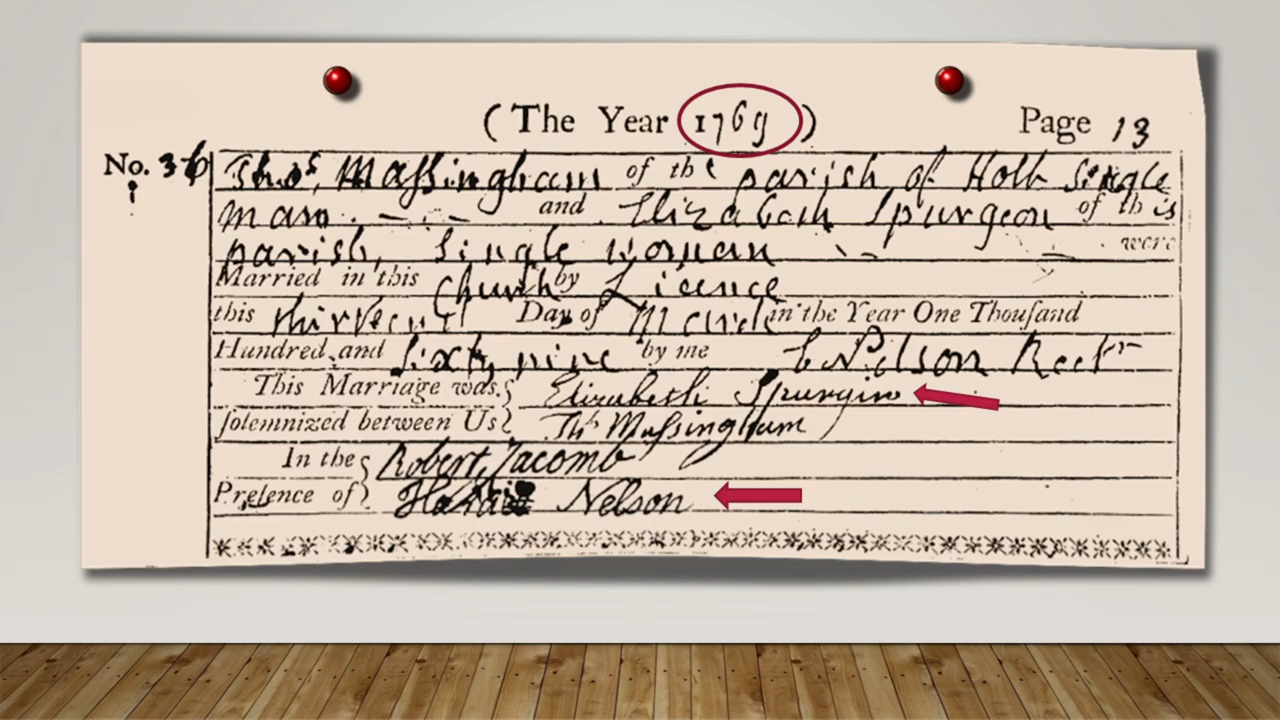 (The Year 1769) Page 13
No. 36 Thos. Massingham of the parish of Holt Single
man. and Elizabeth Spurgeon of this
parish, Single woman were
Married in this Church by Licence
this thirteenth Day of March in the Year One Thouſand
Hundred and Sixty nine by me E Nelson Rectr
This Marriage was
ſolemnized between Us
Elizabeth Spurgin
Ths Massingham
In the
Preſence of
Robert Jacomb
Nelson